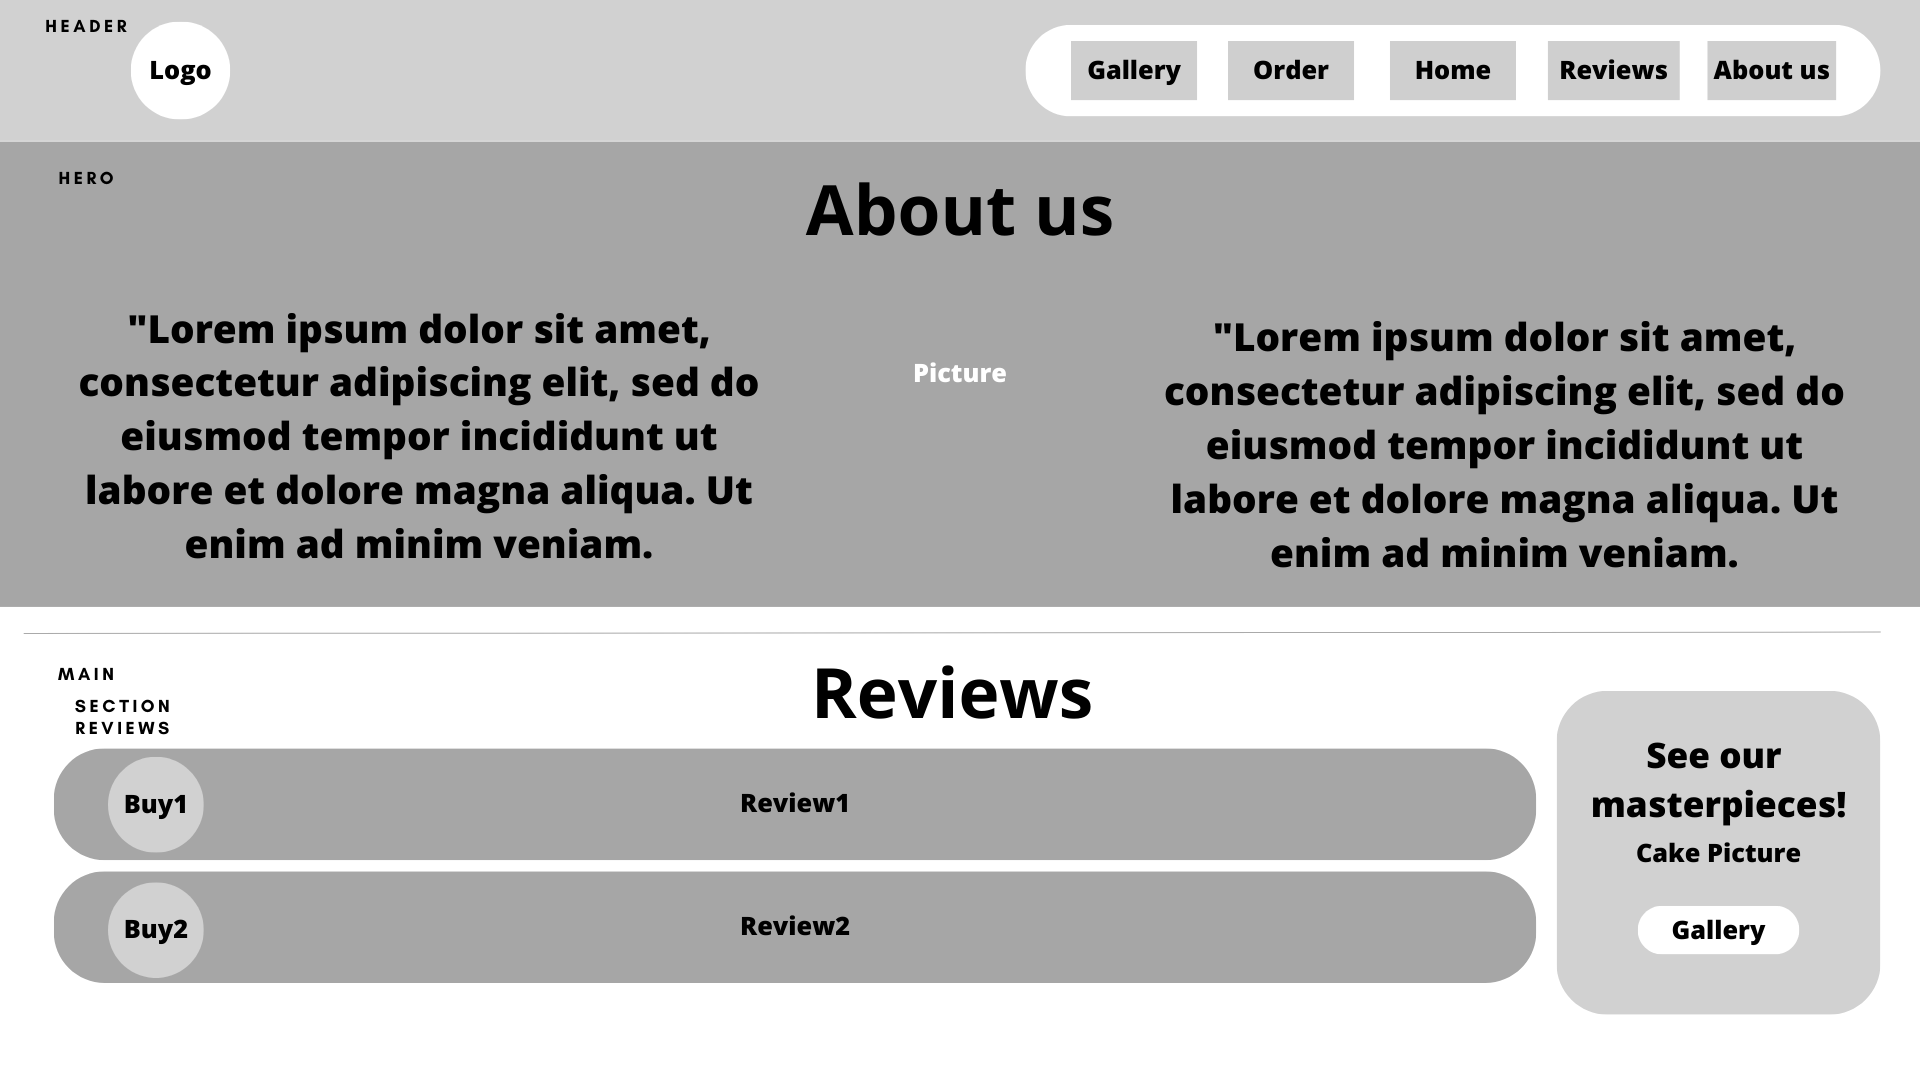 HEADER
Logo
Gallery
Order
Home
Reviews
About us
HERO
About us
"Lorem ipsum dolor sit amet,
consectetur adipiscing elit, sed do
eiusmod tempor incididunt ut
labore et dolore magna aliqua. Ut
enim ad minim veniam.
Picture
"Lorem ipsum dolor sit amet,
consectetur adipiscing elit, sed do
eiusmod tempor incididunt ut
labore et dolore magna aliqua. Ut
enim ad minim veniam.
MAIN
SECTION
REVIEWS
Reviews
Buy1
Review1
Buy2
Review2
See our
masterpieces!
Cake Picture
Gallery